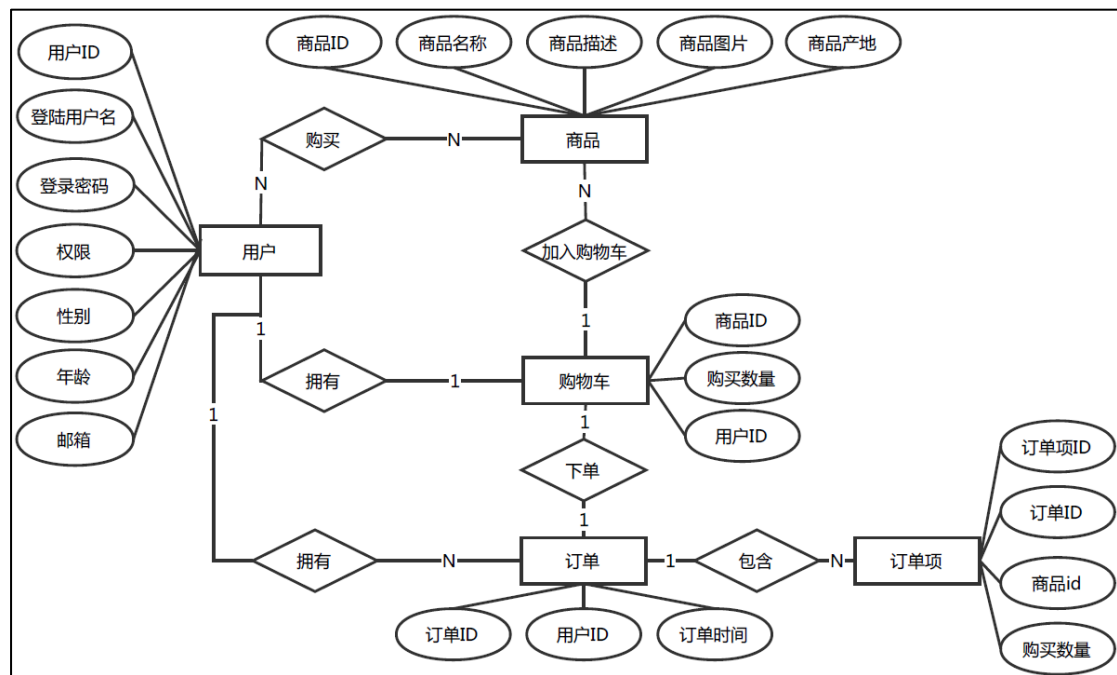 商品ID
商品名称
商品描述
商品图片
商品产地
用户ID
登陆用户名
购买
N
商品
登录密码
N
N
用户
权限
加入购物车
性别
1
1
商品ID
年龄
拥有
1
购物车
购买数量
1
1
用户ID
邮箱
下单
订单项ID
1
订单ID
拥有
N
订单
1
包含
N
订单项
商品id
订单ID
用户ID
订单时间
购买数量